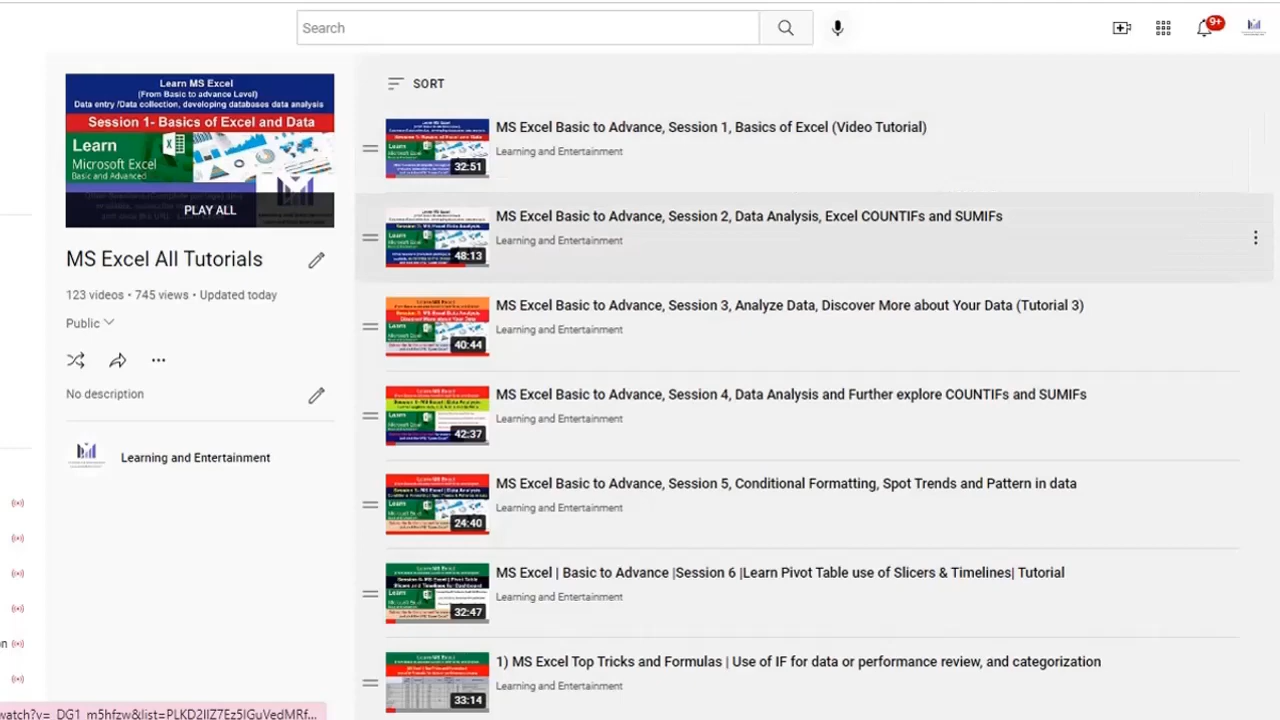 Search
9+
Learn MS Excel
(From Basic to advance Level)
Data entry /Data collection, developing databases data analysis
Session 1- Basics of Excel and Data
Learn
Microsoft Excel
Basic and Advanced
PLAY ALL
MS Excel All Tutorials
123 videos • 745 views • Updated today
Public
No description
Learning and Entertainment
SORT
MS Excel Basic to Advance, Session 1, Basics of Excel (Video Tutorial)
Learning and Entertainment
32:51
MS Excel Basic to Advance, Session 2, Data Analysis, Excel COUNTIFs and SUMIFs
Learning and Entertainment
48:13
MS Excel Basic to Advance, Session 3, Analyze Data, Discover More about Your Data (Tutorial 3)
Learning and Entertainment
40:44
MS Excel Basic to Advance, Session 4, Data Analysis and Further explore COUNTIFs and SUMIFs
Learning and Entertainment
42:37
MS Excel Basic to Advance, Session 5, Conditional Formatting, Spot Trends and Pattern in data
Learning and Entertainment
24:40
MS Excel | Basic to Advance |Session 6 |Learn Pivot Table, use of Slicers & Timelines| Tutorial
Learning and Entertainment
32:47
1) MS Excel Top Tricks and Formulas | Use of IF for data or performance review, and categorization
Learning and Entertainment
33:14